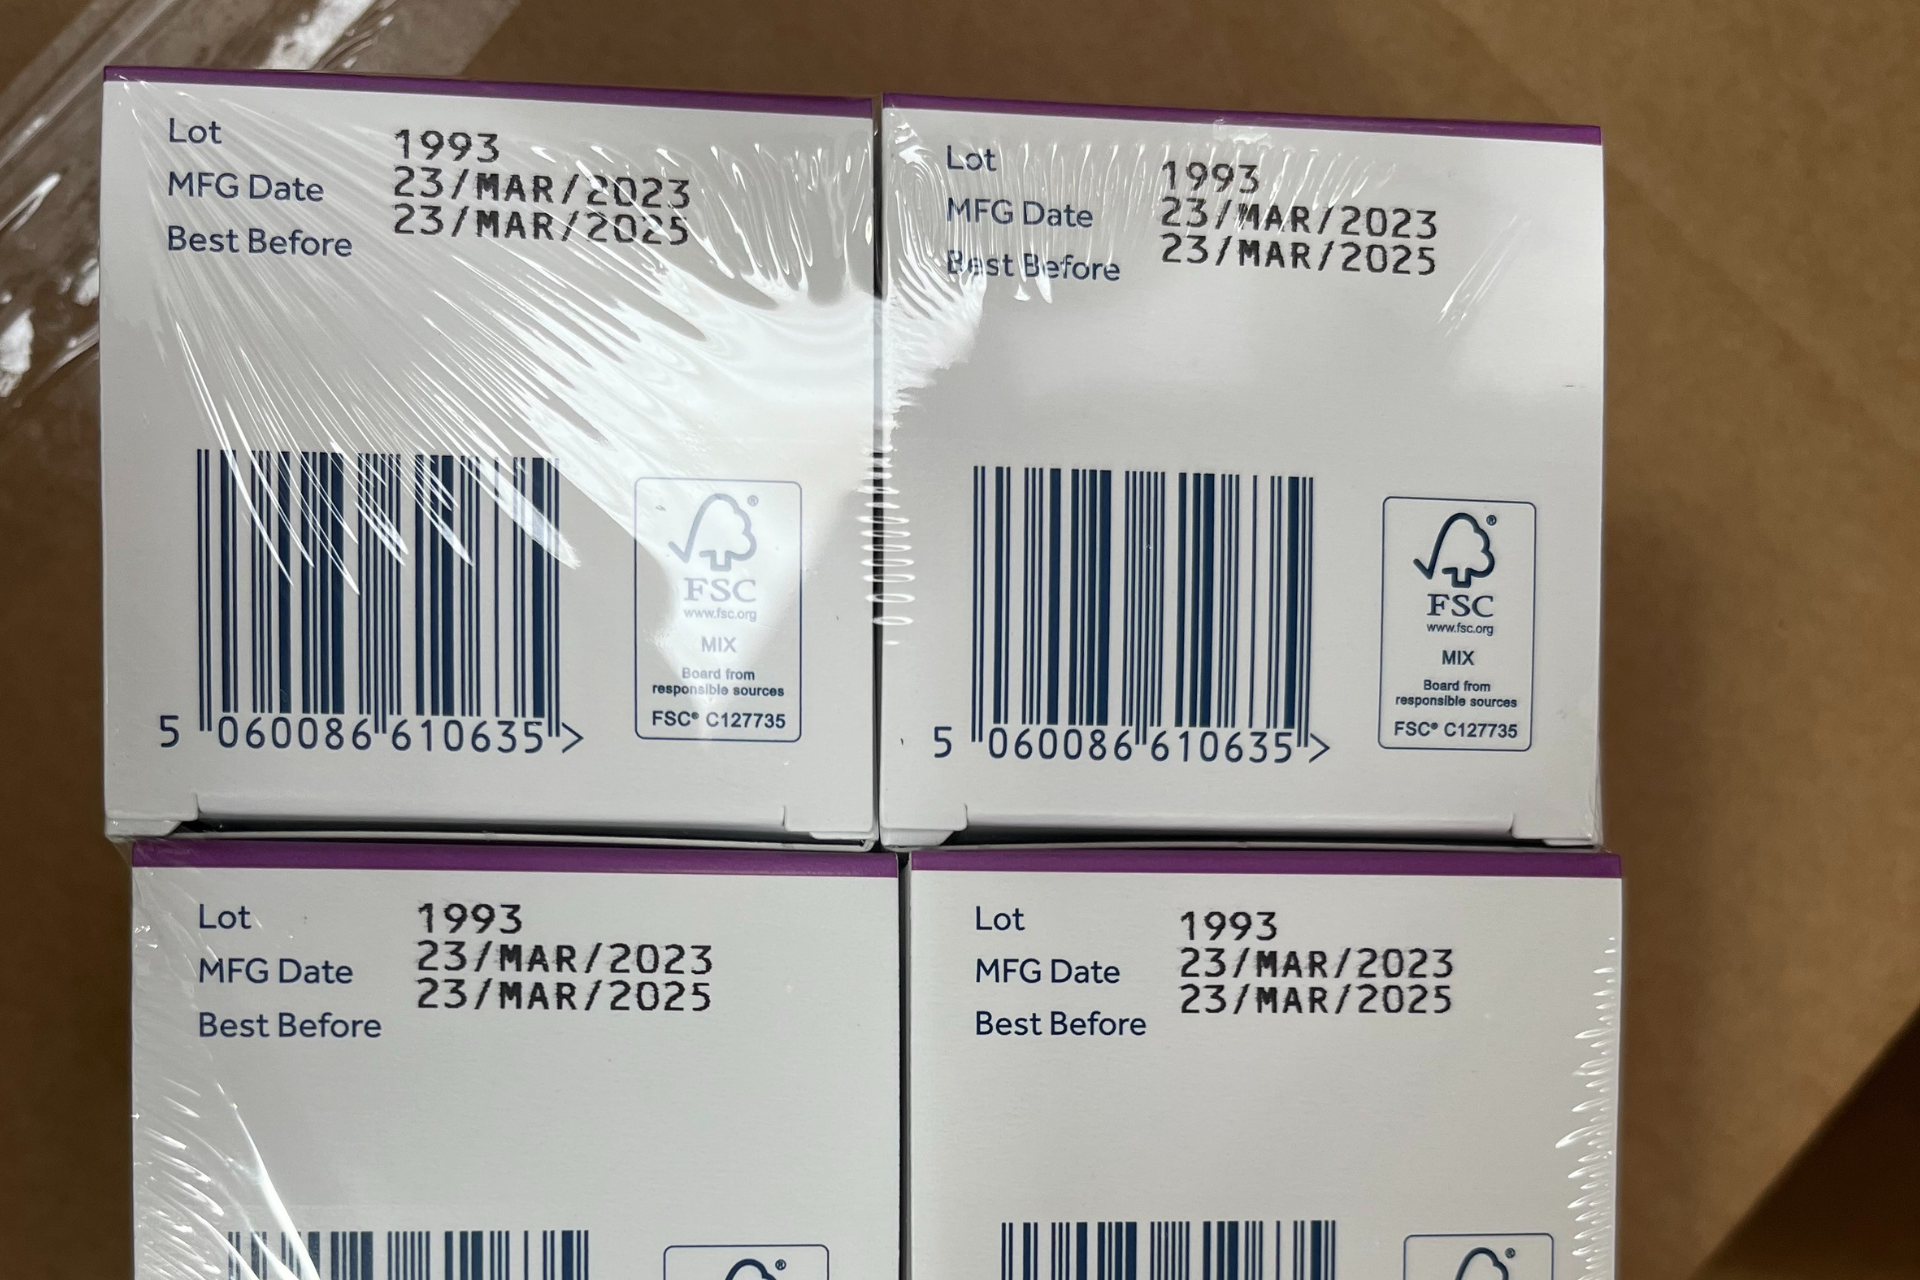 Lot 1993
MFG Date 23/MAR/2023
Best Before 23/MAR/2025
5 060086 610635 >
FSC®
www.fsc.org
MIX
Board from
responsible sources
FSC® C127735
Lot 1993
MFG Date 23/MAR/2023
Best Before 23/MAR/2025
5 060086 610635 >
FSC®
www.fsc.org
MIX
Board from
responsible sources
FSC® C127735
Lot 1993
MFG Date 23/MAR/2023
Best Before 23/MAR/2025
®
Lot 1993
MFG Date 23/MAR/2023
Best Before 23/MAR/2025
®